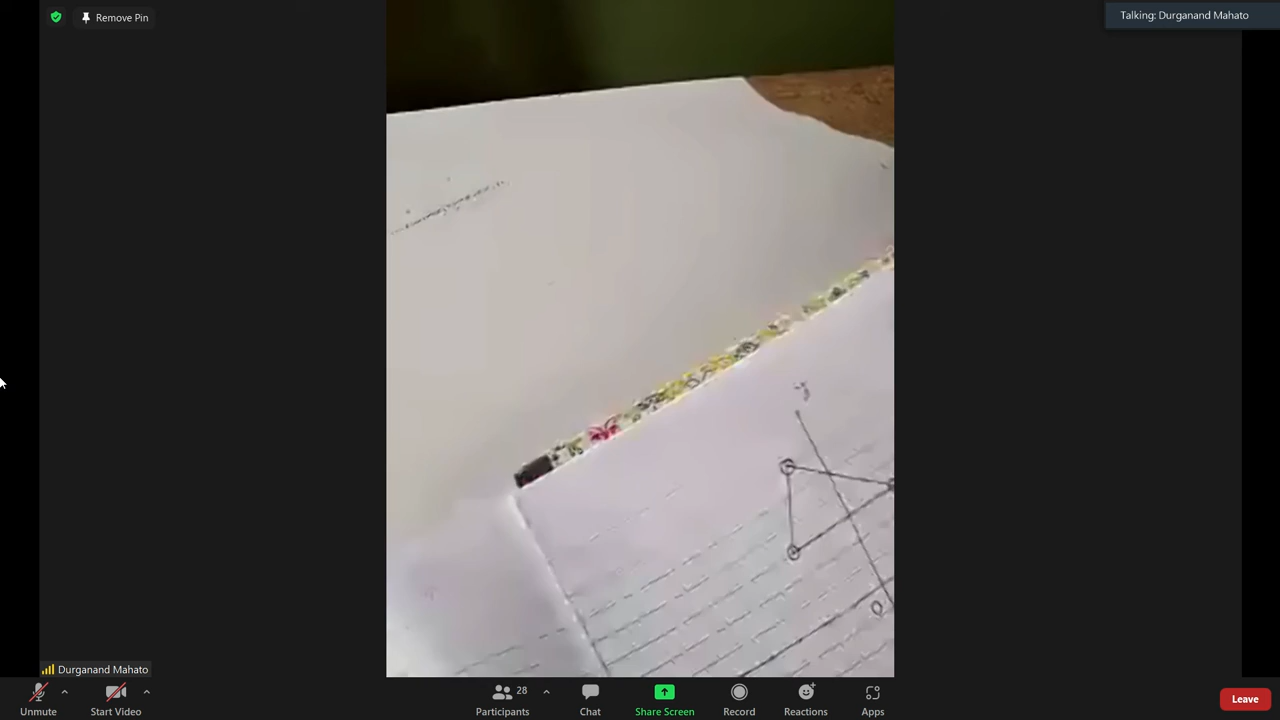 Remove Pin
Talking: Durganand Mahato
O
Durganand Mahato
Unmute
Start Video
28
Participants
Chat
Share Screen
Record
Reactions
Apps
Leave